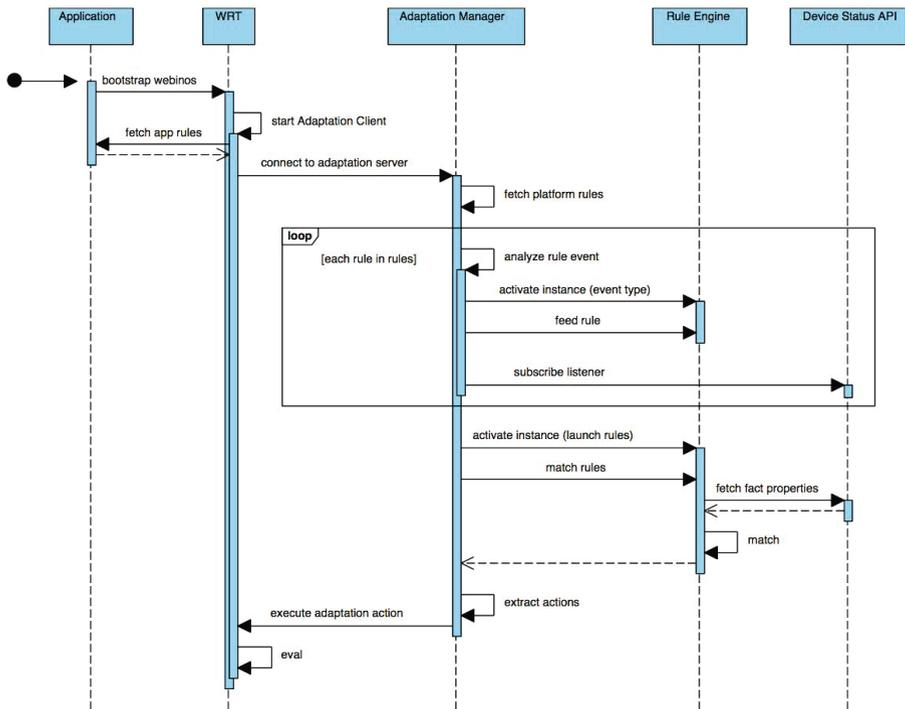 Application
WRT
Adaptation Manager
Rule Engine
Device Status API
bootstrap webinos
start Adaptation Client
fetch app rules
connect to adaptation server
fetch platform rules
loop
[each rule in rules]
analyze rule event
activate instance (event type)
feed rule
subscribe listener
activate instance (launch rules)
match rules
fetch fact properties
match
extract actions
execute adaptation action
eval